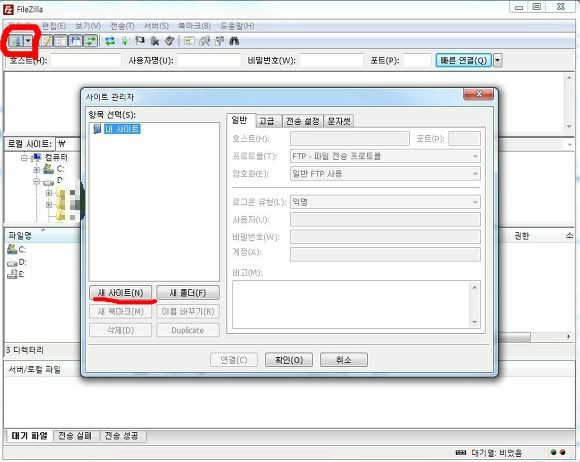 FileZilla
편집(E) 보기(V) 전송(T) 서버(S) 북마크(B) 도움말(H)
호스트(H): 사용자명(U): 비밀번호(W): 포트(P): 빠른 연결(Q)
사이트 관리자
항목 선택(S):
내 사이트
일반 고급 전송 설정 문자셋
호스트(H): 포트(P):
프로토콜(T): FTP - 파일 전송 프로토콜
암호화(E): 일반 FTP 사용
로그온 유형(L): 익명
사용자(U):
비밀번호(W):
계정(A):
비고(M):
새 사이트(N) 새 폴더(F)
새 북마크(M) 이름 바꾸기(R)
삭제(D) Duplicate
연결(C) 확인(O) 취소
로컬 사이트: ₩
컴퓨터
C:
D:
파일명
권한 소
C:
D:
E:
3 디렉터리
서버/로컬 파일
대기 파일 전송 실패 전송 성공
대기열: 비었음